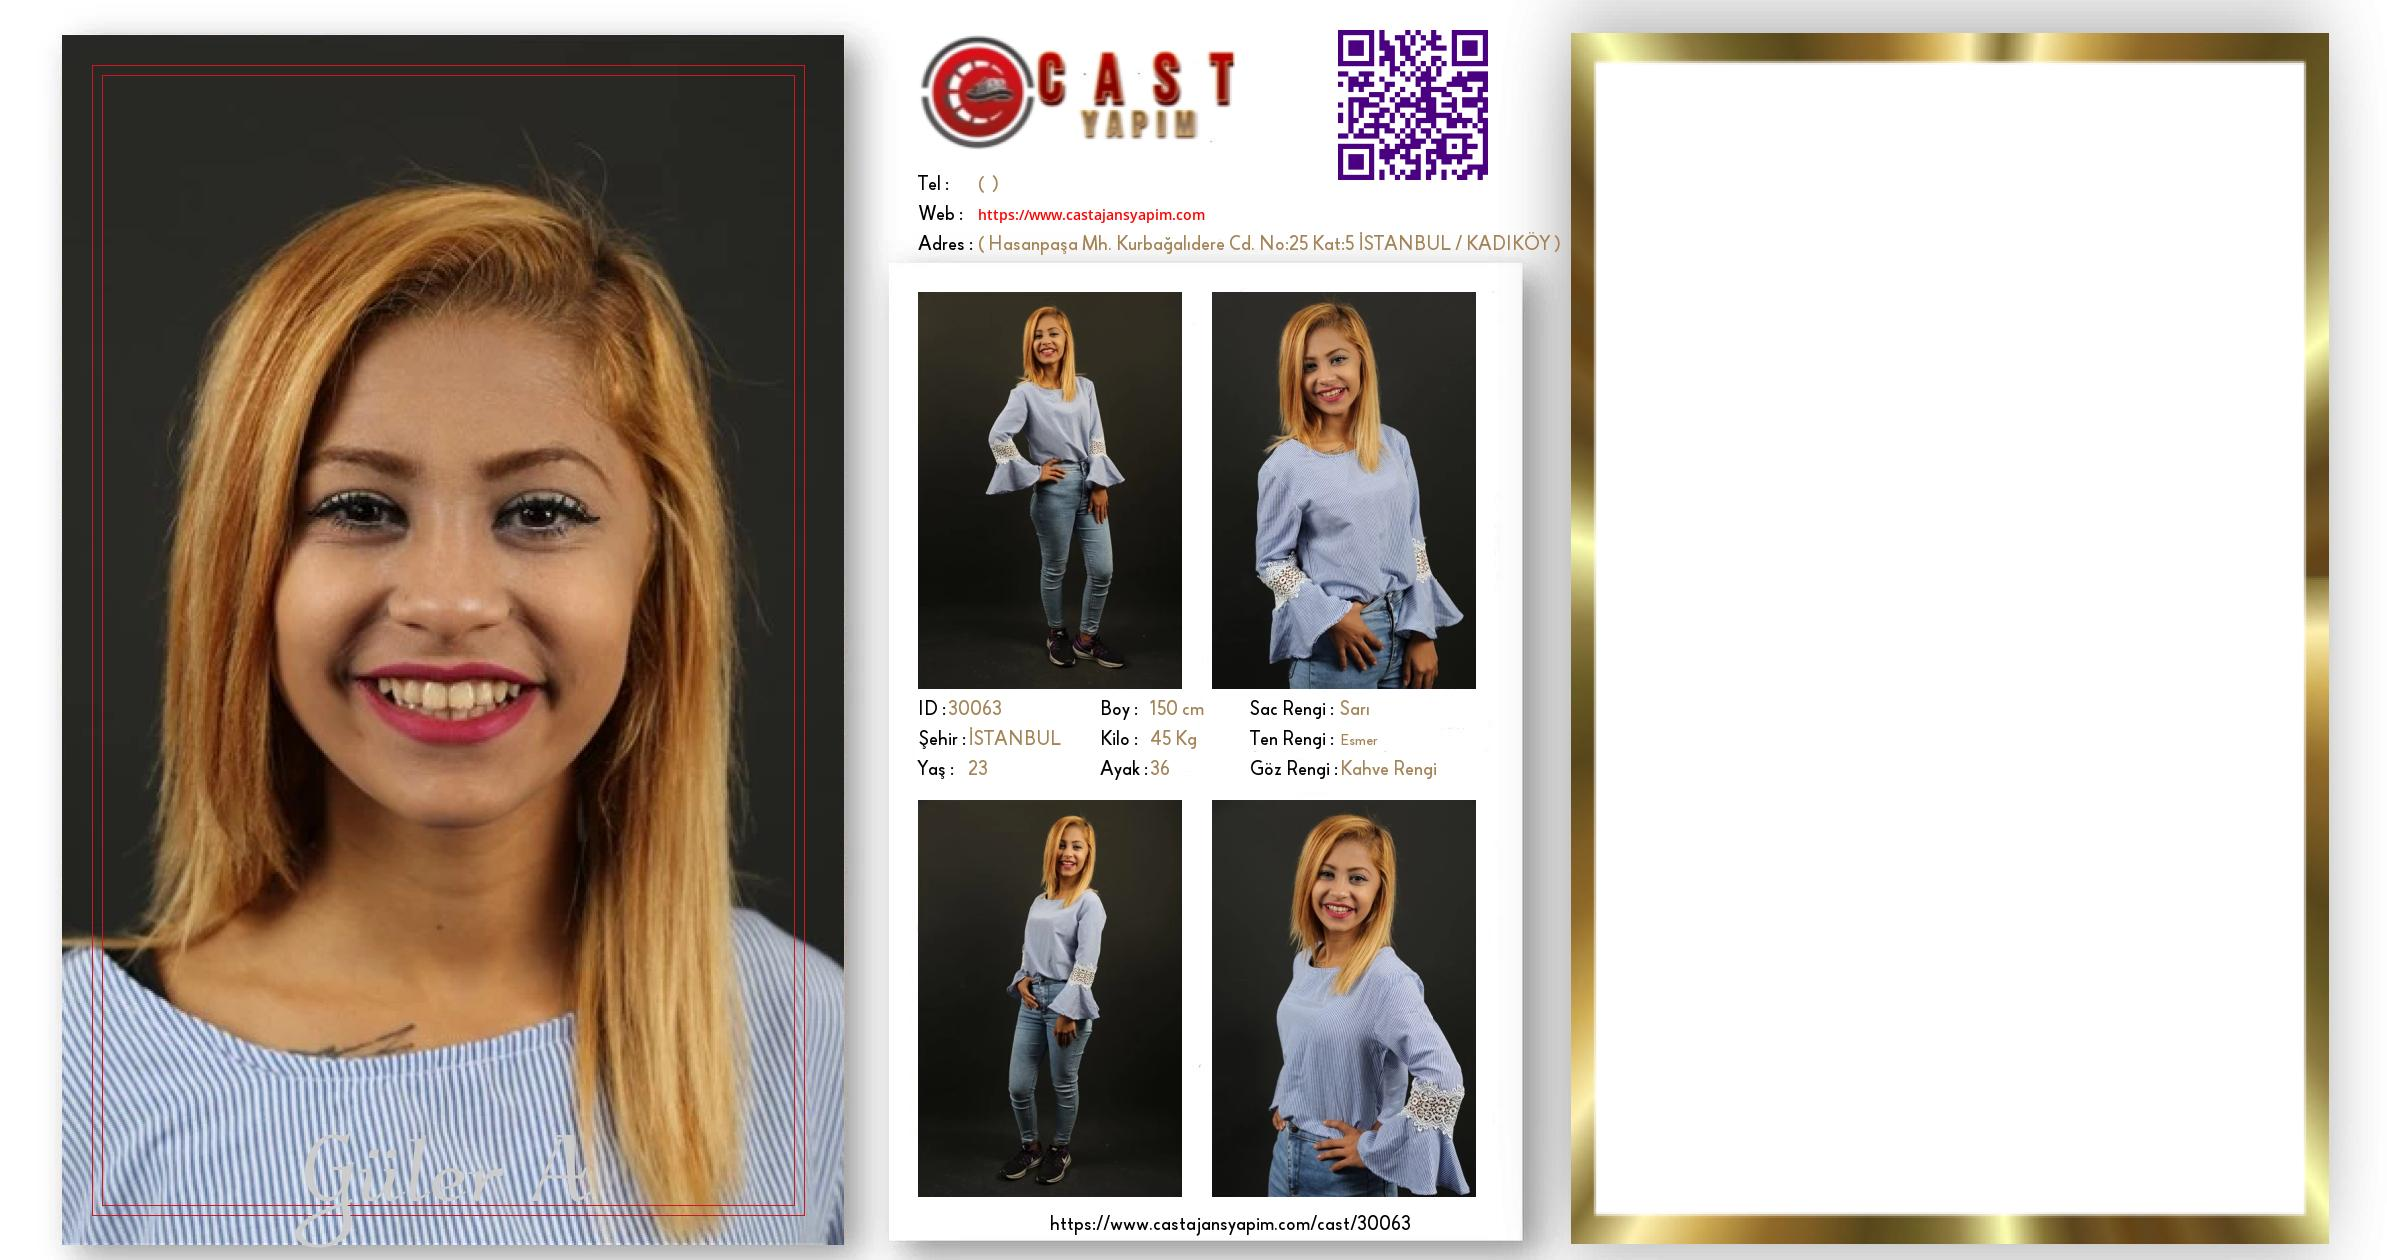 Güler A
CAST
YAPIM
Tel : ( )
Web : https://www.castajansyapim.com
Adres : ( Hasanpaşa Mh. Kurbağalıdere Cd. No:25 Kat:5 İSTANBUL / KADIKÖY )
ID : 30063 Boy : 150 cm Sac Rengi : Sarı
Şehir : İSTANBUL Kilo : 45 Kg Ten Rengi : Esmer
Yaş : 23 Ayak : 36 Göz Rengi : Kahve Rengi
https://www.castajansyapim.com/cast/30063